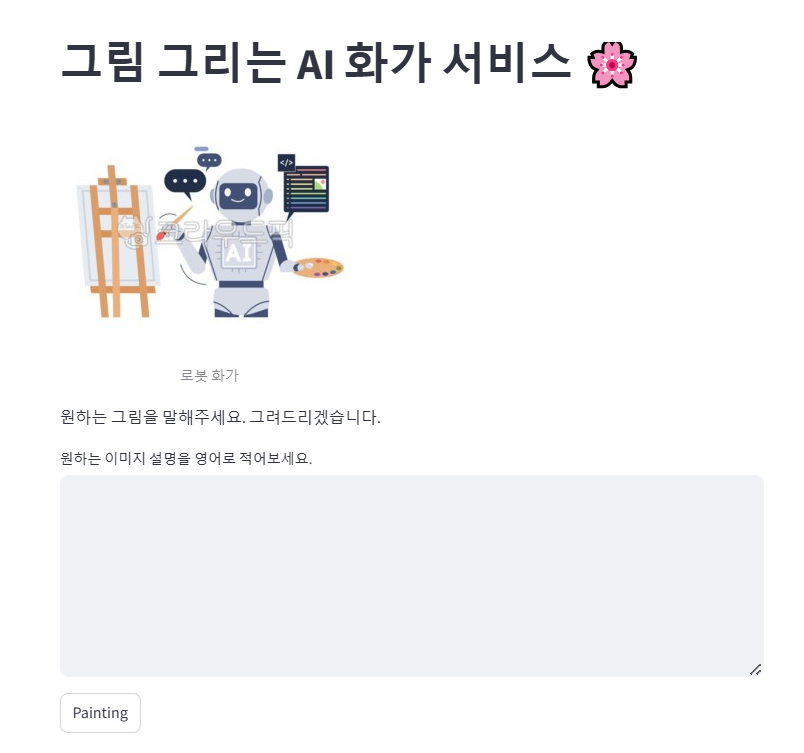 그림 그리는 AI 화가 서비스 🌸
</>
AI
로봇 화가
원하는 그림을 말해주세요. 그려드리겠습니다.
원하는 이미지 설명을 영어로 적어보세요.
Painting